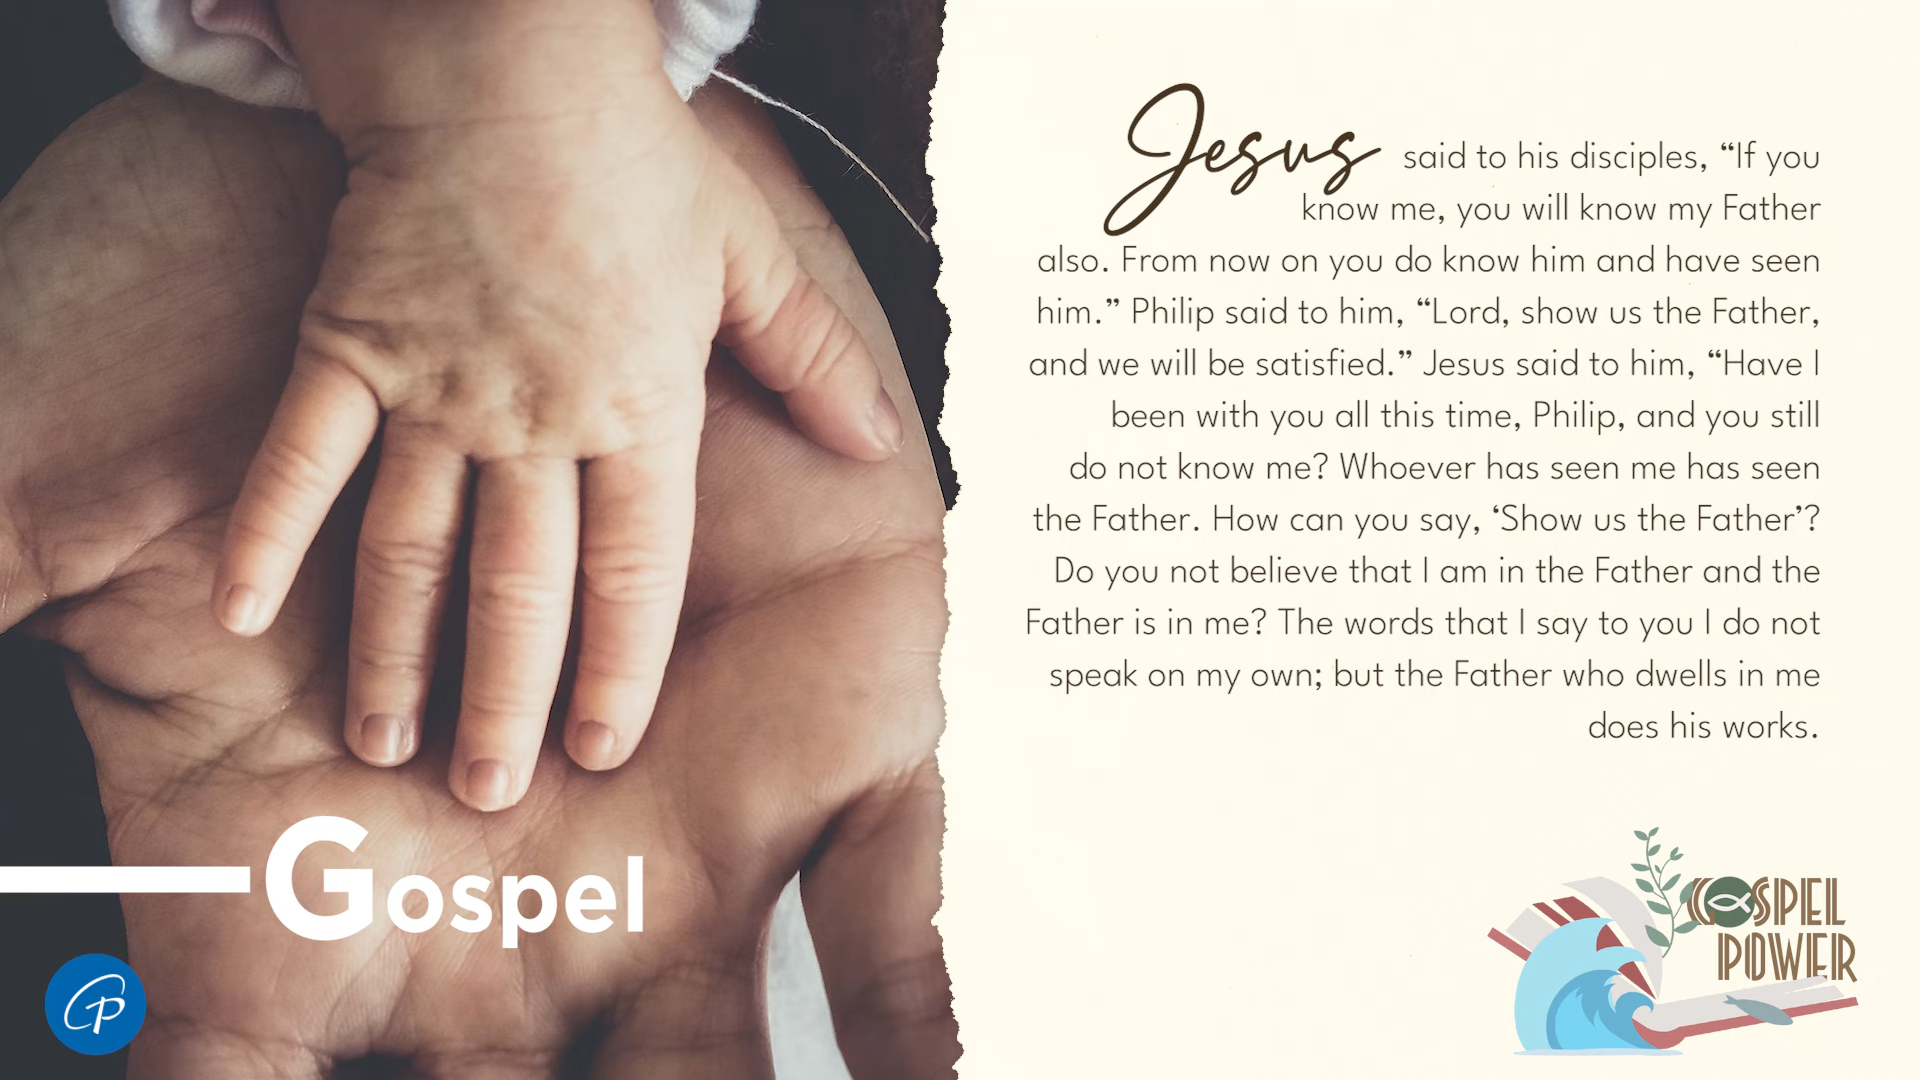 Jesus said to his disciples, “If you
know me, you will know my Father
also. From now on you do know him and have seen
him.” Philip said to him, “Lord, show us the Father,
and we will be satisfied.” Jesus said to him, “Have I
been with you all this time, Philip, and you still
do not know me? Whoever has seen me has seen
the Father. How can you say, ‘Show us the Father’?
Do you not believe that I am in the Father and the
Father is in me? The words that I say to you I do not
speak on my own; but the Father who dwells in me
does his works.
Gospel
GOSPEL
POWER
CP